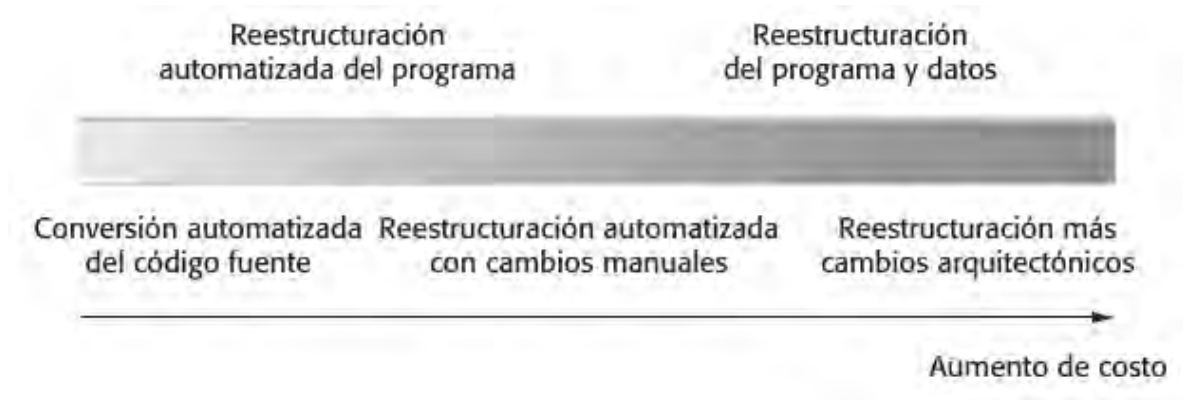 Reestructuración
automatizada del programa
Reestructuración
del programa y datos
Conversión automatizada
del código fuente
Reestructuración automatizada
con cambios manuales
Reestructuración más
cambios arquitectónicos
Aumento de costo